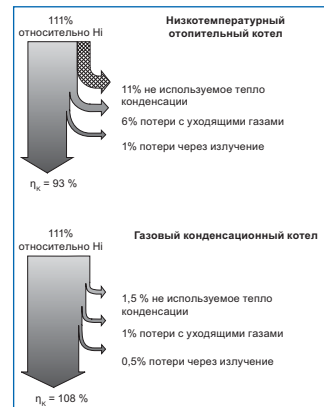 111%
относительно Hi
Низкотемпературный
отопительный котел
11% не используемое тепло
конденсации
6% потери с уходящими газами
1% потери через излучение
ηK = 93 %
111%
относительно Hi
Газовый конденсационный котел
1,5 % не используемое тепло
конденсации
1% потери с уходящими газами
0,5% потери через излучение
ηK = 108 %